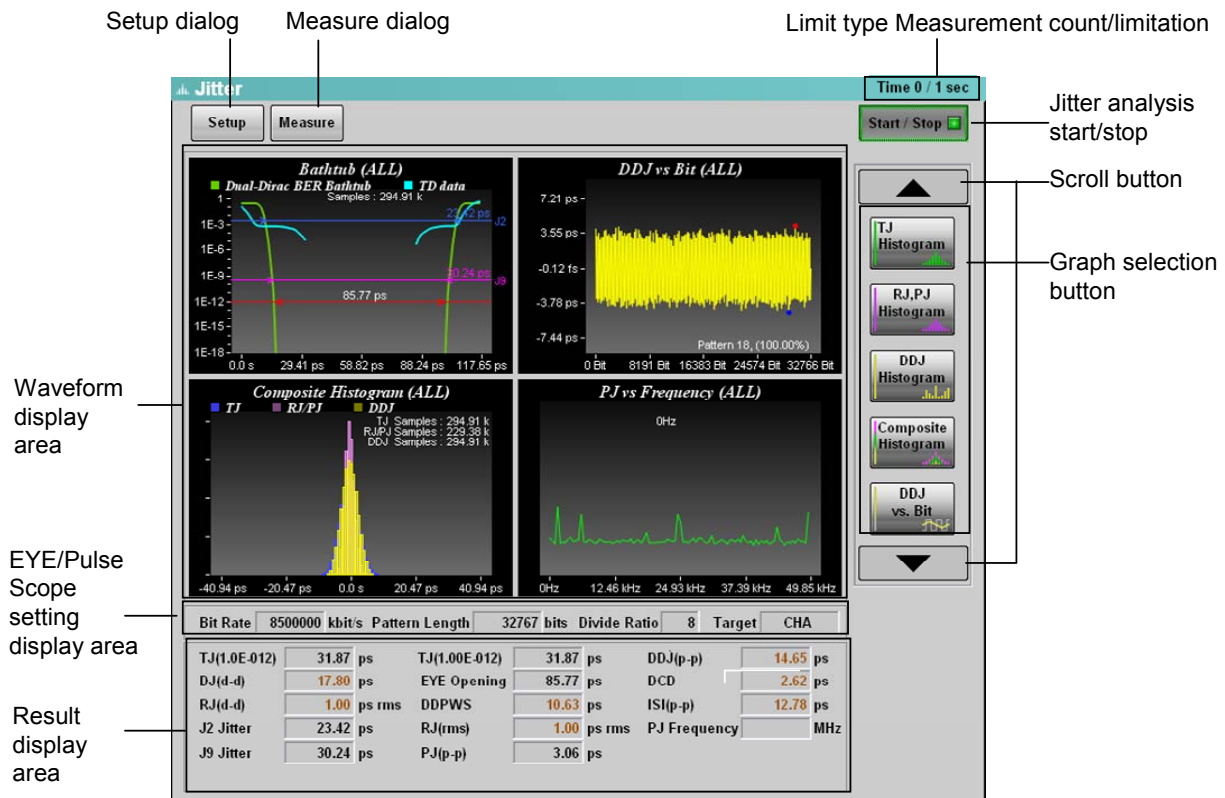 Setup dialog
Measure dialog
Limit type Measurement count/limitation
Jitter
Time 0 / 1 sec
Setup
Measure
Start / Stop
Jitter analysis
start/stop
Scroll button
Graph selection
button
Waveform
display
area
EYE/Pulse
Scope
setting
display area
Result
display
area
Bathtub (ALL)
Dual-Dirac BER Bathtub
TD data
Samples : 294.91 k
1
1E-3
1E-6
1E-9
1E-12
1E-15
1E-18
23.42 ps
J2
30.24 ps
J9
85.77 ps
0.0 s 29.41 ps 58.82 ps 88.24 ps 117.65 ps
DDJ vs Bit (ALL)
7.21 ps
3.55 ps
-0.12 fs
-3.78 ps
-7.44 ps
Pattern 18, (100.00%)
0 Bit 8191 Bit 16383 Bit 24574 Bit 32766 Bit
Composite Histogram (ALL)
TJ RJ/PJ DDJ
TJ Samples : 294.91 k
RJ/PJ Samples : 229.38 k
DDJ Samples : 294.91 k
-40.94 ps -20.47 ps 0.0 s 20.47 ps 40.94 ps
PJ vs Frequency (ALL)
0Hz
0Hz 12.46 kHz 24.93 kHz 37.39 kHz 49.85 kHz
TJ
Histogram
RJ,PJ
Histogram
DDJ
Histogram
Composite
Histogram
DDJ
vs. Bit
Bit Rate 8500000 kbit/s Pattern Length 32767 bits Divide Ratio 8 Target CHA
TJ(1.0E-012) 31.87 ps TJ(1.00E-012) 31.87 ps DDJ(p-p) 14.65 ps
DJ(d-d) 17.80 ps EYE Opening 85.77 ps DCD 2.62 ps
RJ(d-d) 1.00 ps rms DDPWS 10.63 ps ISI(p-p) 12.78 ps
J2 Jitter 23.42 ps RJ(rms) 1.00 ps rms PJ Frequency MHz
J9 Jitter 30.24 ps PJ(p-p) 3.06 ps